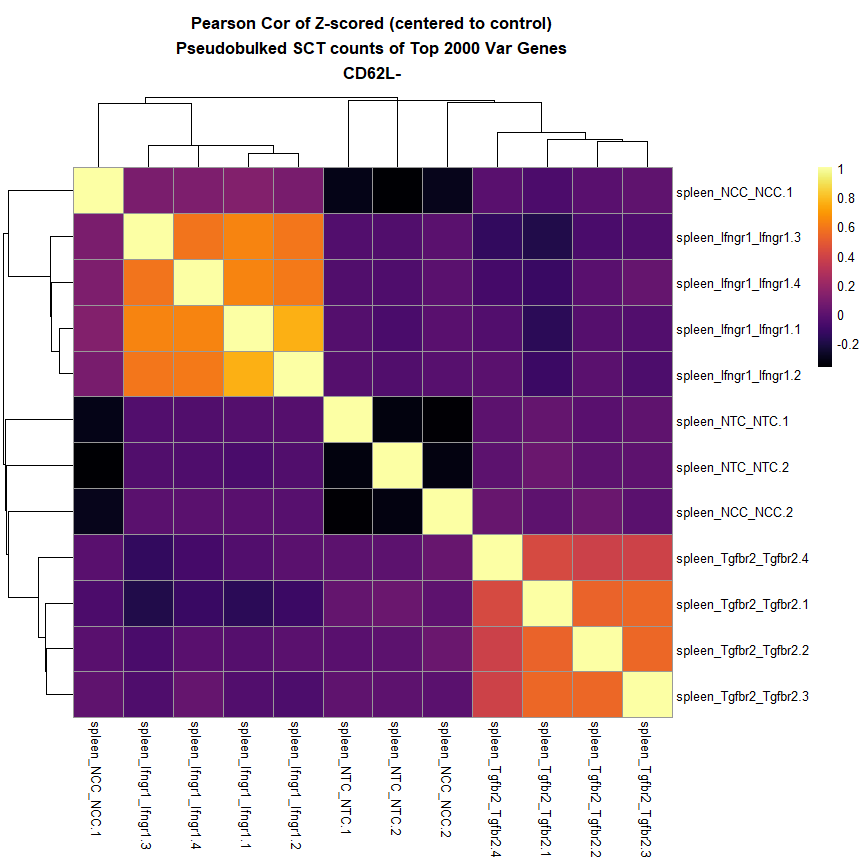 Pearson Cor of Z-scored (centered to control)
Pseudobulked SCT counts of Top 2000 Var Genes
CD62L-
1
0.8
0.6
0.4
0.2
0
-0.2
spleen_NCC_NCC.1
spleen_Ifngr1_Ifngr1.3
spleen_Ifngr1_Ifngr1.4
spleen_Ifngr1_Ifngr1.1
spleen_Ifngr1_Ifngr1.2
spleen_NTC_NTC.1
spleen_NTC_NTC.2
spleen_NCC_NCC.2
spleen_Tgfbr2_Tgfbr2.4
spleen_Tgfbr2_Tgfbr2.1
spleen_Tgfbr2_Tgfbr2.2
spleen_Tgfbr2_Tgfbr2.3
spleen_NCC_NCC.1
spleen_Ifngr1_Ifngr1.3
spleen_Ifngr1_Ifngr1.4
spleen_Ifngr1_Ifngr1.1
spleen_Ifngr1_Ifngr1.2
spleen_NTC_NTC.1
spleen_NTC_NTC.2
spleen_NCC_NCC.2
spleen_Tgfbr2_Tgfbr2.4
spleen_Tgfbr2_Tgfbr2.1
spleen_Tgfbr2_Tgfbr2.2
spleen_Tgfbr2_Tgfbr2.3